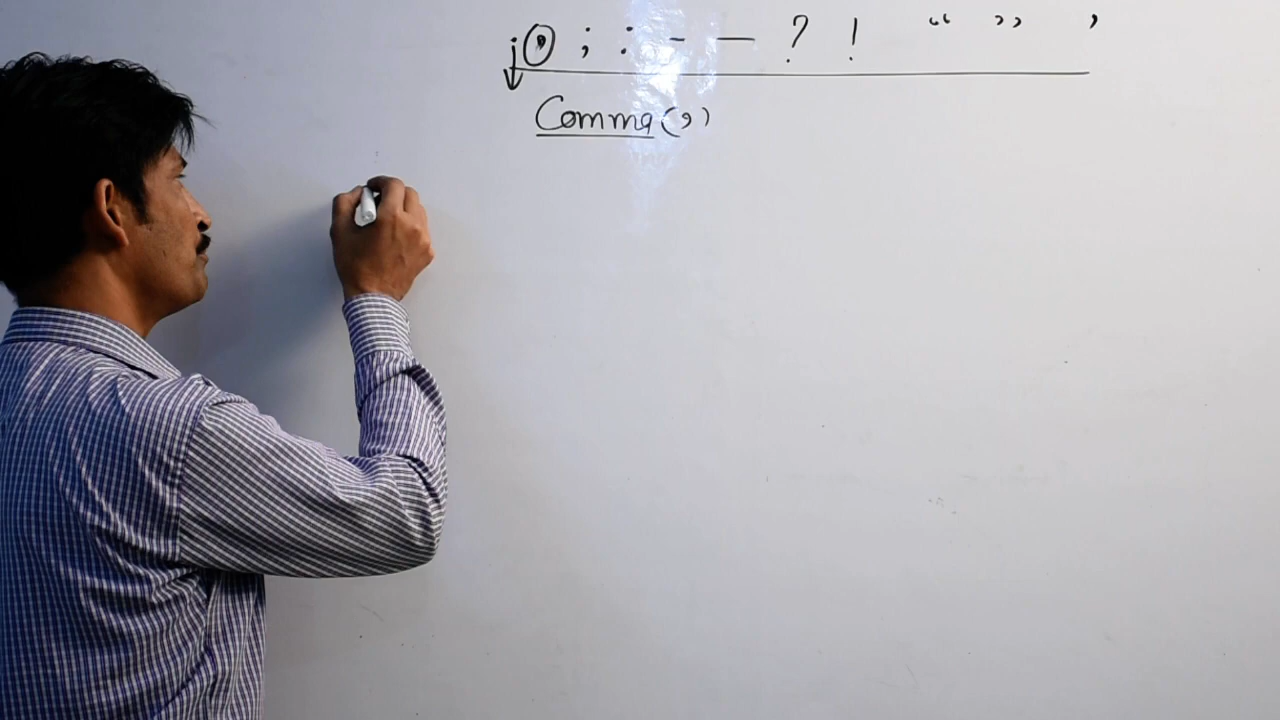 . , ; : - — ? ! “ ” ’
Comma (,)